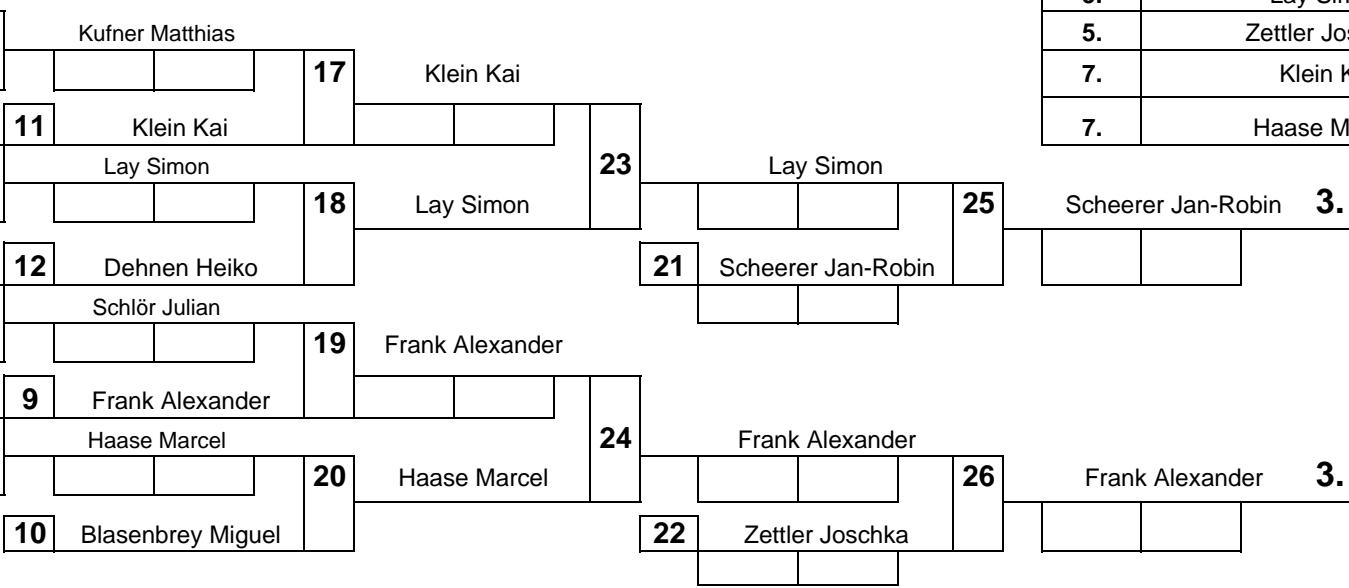 Kufner Matthias
5.
17
Klein Kai
7.
11
Klein Kai
7.
Lay Simon
23
Lay Simon
18
Lay Simon
25
Scheerer Jan-Robin 3.
12
Dehnen Heiko
21
Scheerer Jan-Robin
Schlör Julian
19
Frank Alexander
9
Frank Alexander
Haase Marcel
24
Frank Alexander
20
Haase Marcel
26
Frank Alexander 3.
10
Blasenbrey Miguel
22
Zettler Joschka